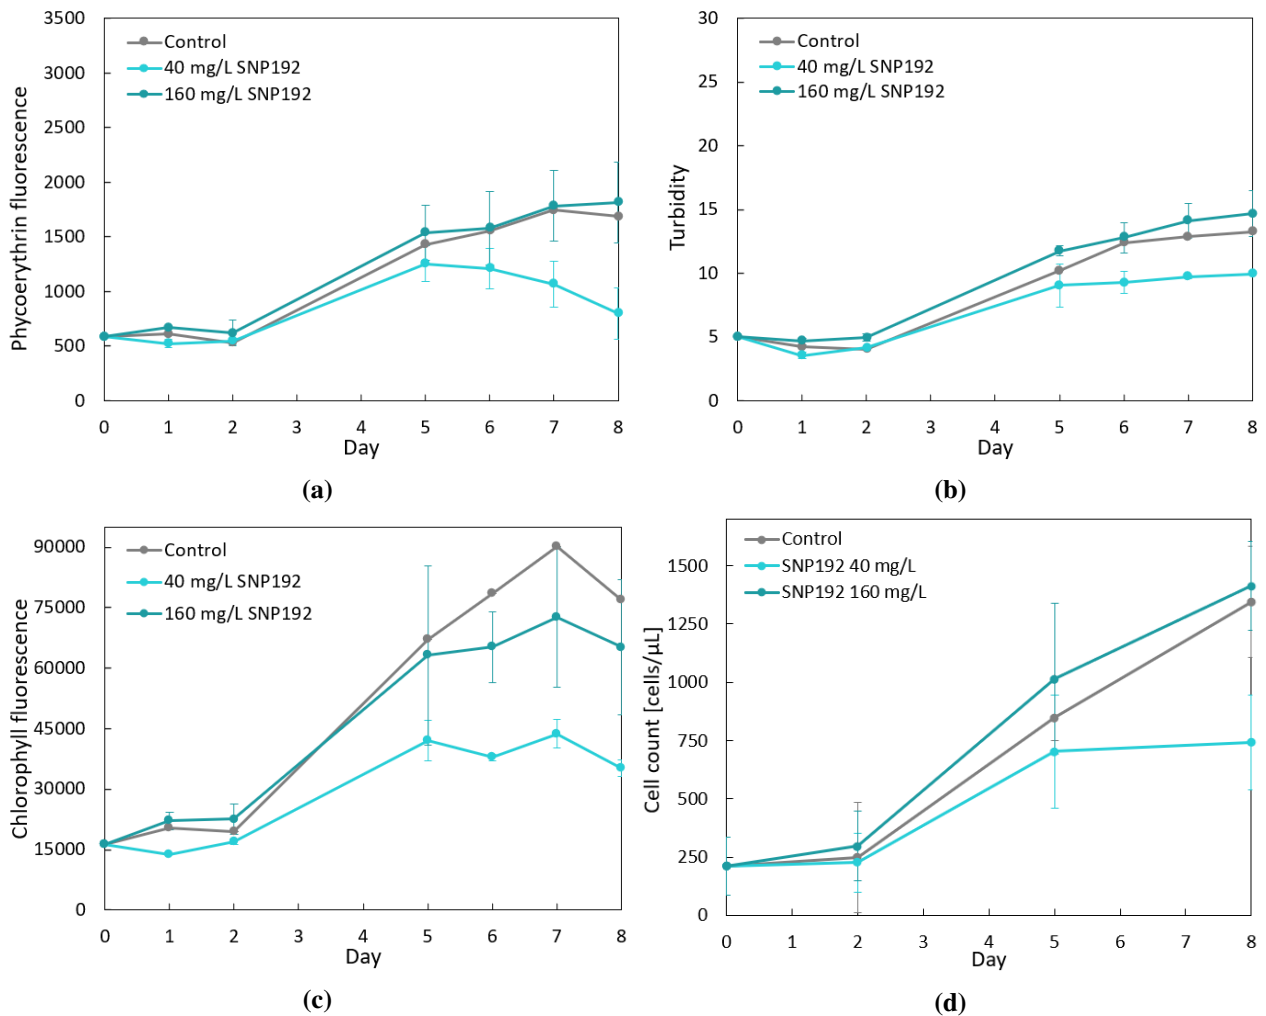 Phycoerythrin fluorescence
3500
3000
2500
2000
1500
1000
500
0
Control
40 mg/L SNP192
160 mg/L SNP192
0 1 2 3 4 5 6 7 8
Day
(a)
Turbidity
30
25
20
15
10
5
0
Control
40 mg/L SNP192
160 mg/L SNP192
0 1 2 3 4 5 6 7 8
Day
(b)
Chlorophyll fluorescence
90000
75000
60000
45000
30000
15000
0
Control
40 mg/L SNP192
160 mg/L SNP192
0 1 2 3 4 5 6 7 8
Day
(c)
Cell count [cells/µL]
1500
1250
1000
750
500
250
0
Control
SNP192 40 mg/L
SNP192 160 mg/L
0 1 2 3 4 5 6 7 8
Day
(d)